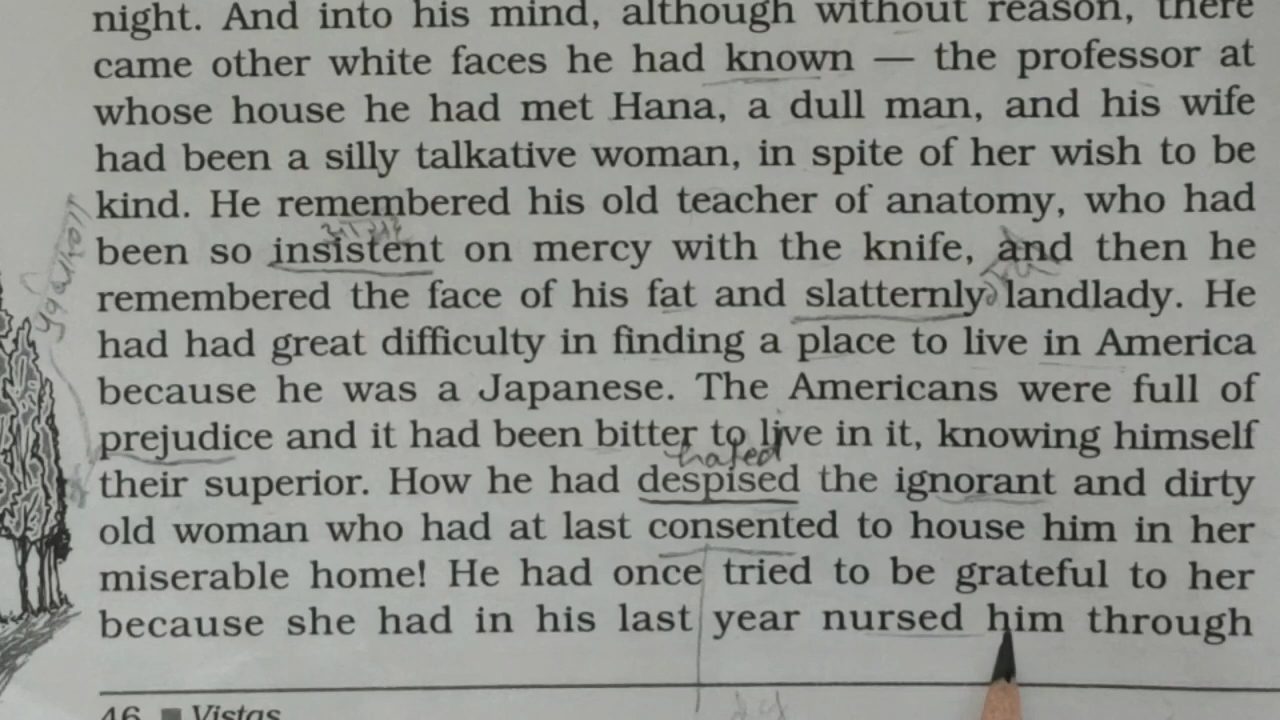 night. And into his mind, although without reason, there
came other white faces he had known — the professor at
whose house he had met Hana, a dull man, and his wife
had been a silly talkative woman, in spite of her wish to be
kind. He remembered his old teacher of anatomy, who had
been so insistent on mercy with the knife, and then he
remembered the face of his fat and slatternly landlady. He
had had great difficulty in finding a place to live in America
because he was a Japanese. The Americans were full of
prejudice and it had been bitter to live in it, knowing himself
hated
their superior. How he had despised the ignorant and dirty
old woman who had at last consented to house him in her
miserable home! He had once tried to be grateful to her
because she had in his last year nursed him through
46 ■ Vistas